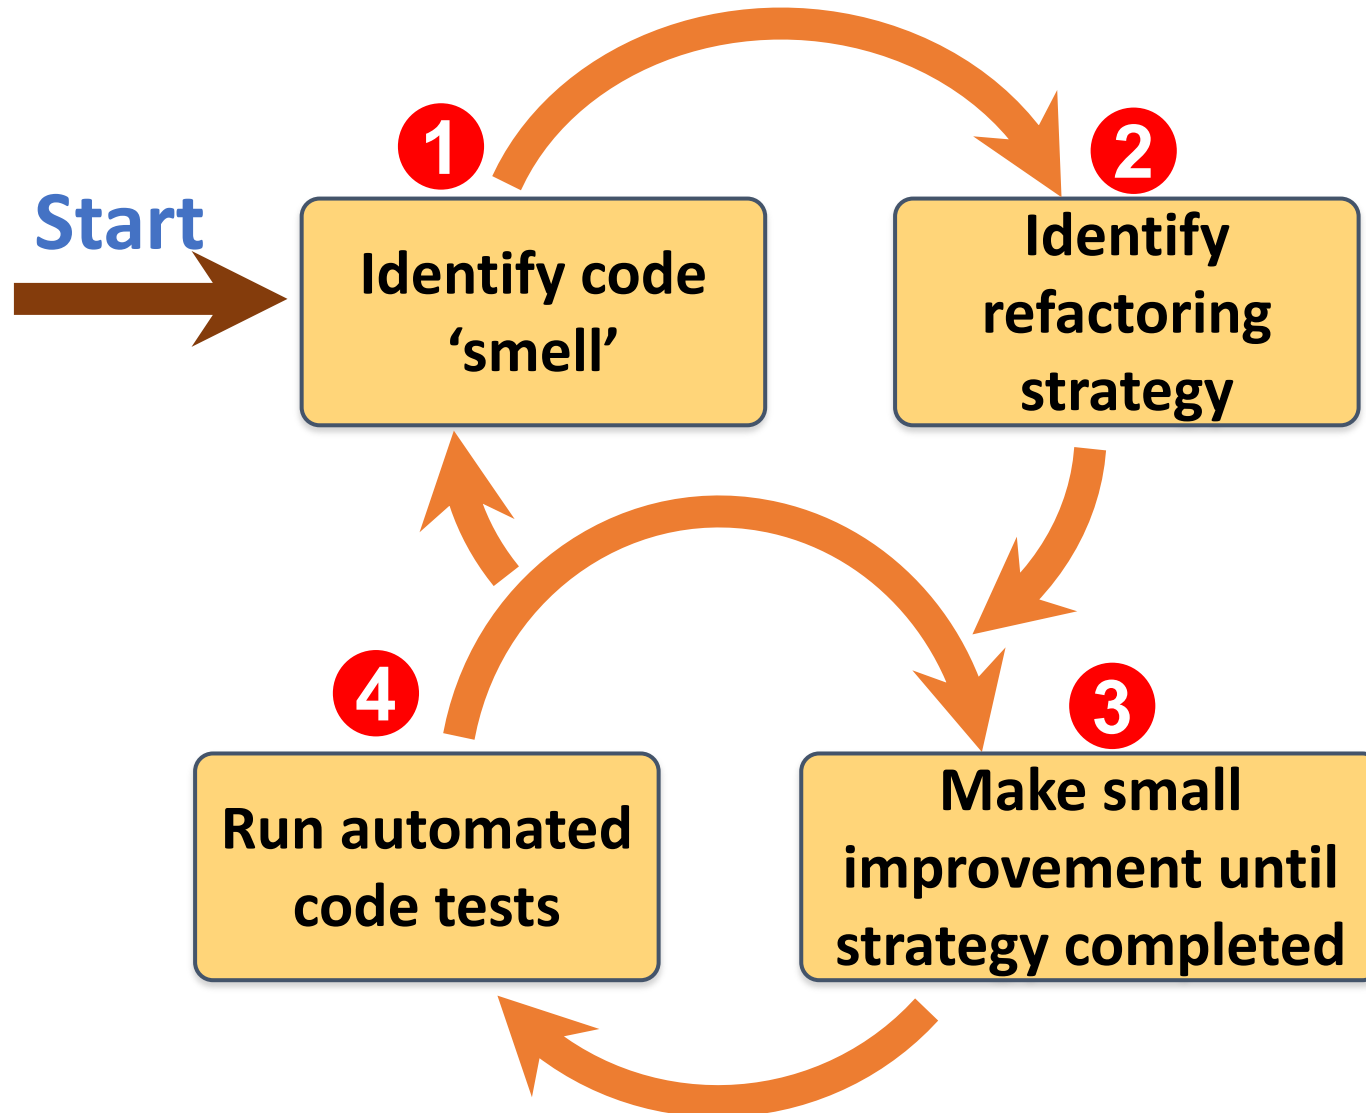 Start
1
Identify code
‘smell’
2
Identify
refactoring
strategy
3
Make small
improvement until
strategy completed
4
Run automated
code tests